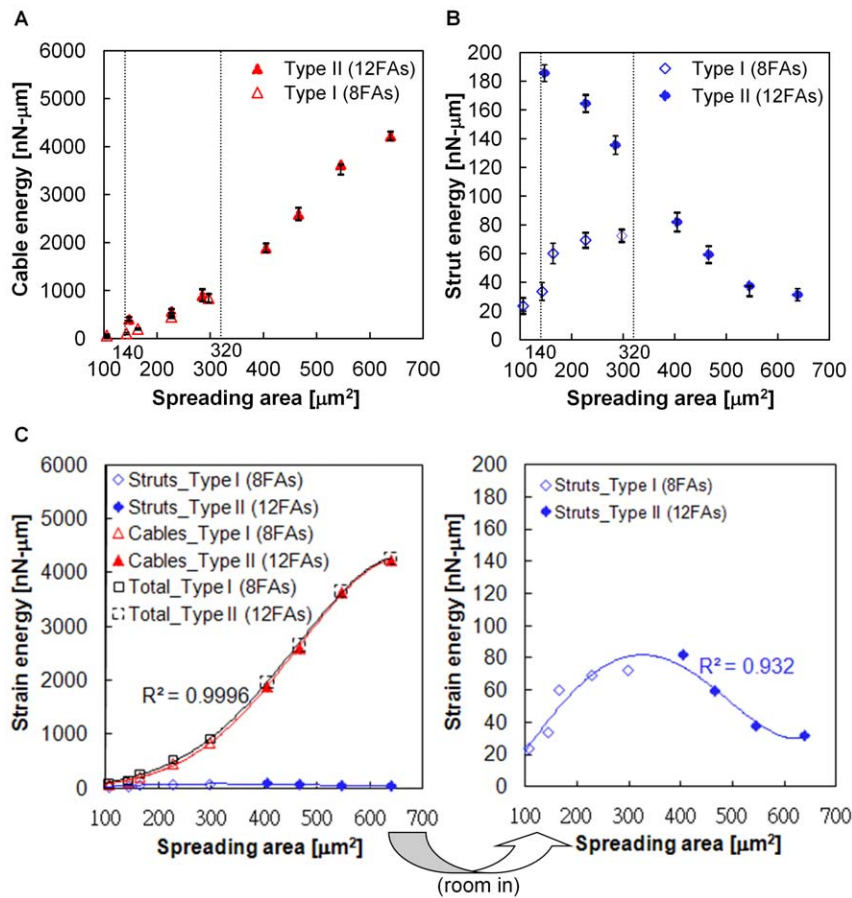 A
Cable energy [nN-μm]
6000
5000
4000
3000
2000
1000
0
Type II (12FAs)
Type I (8FAs)
140
320
100 200 300 400 500 600 700
Spreading area [μm²]
B
Strut energy [nN-μm]
200
180
160
140
120
100
80
60
40
20
0
Type I (8FAs)
Type II (12FAs)
140
320
100 200 300 400 500 600 700
Spreading area [μm²]
C
Strain energy [nN-μm]
6000
5000
4000
3000
2000
1000
0
Struts_Type I (8FAs)
Struts_Type II (12FAs)
Cables_Type I (8FAs)
Cables_Type II (12FAs)
Total_Type I (8FAs)
Total_Type II (12FAs)
R² = 0.9996
100 200 300 400 500 600 700
Spreading area [μm²]
Strain energy [nN-μm]
200
180
160
140
120
100
80
60
40
20
0
Struts_Type I (8FAs)
Struts_Type II (12FAs)
R² = 0.932
100 200 300 400 500 600 700
Spreading area [μm²]
(room in)